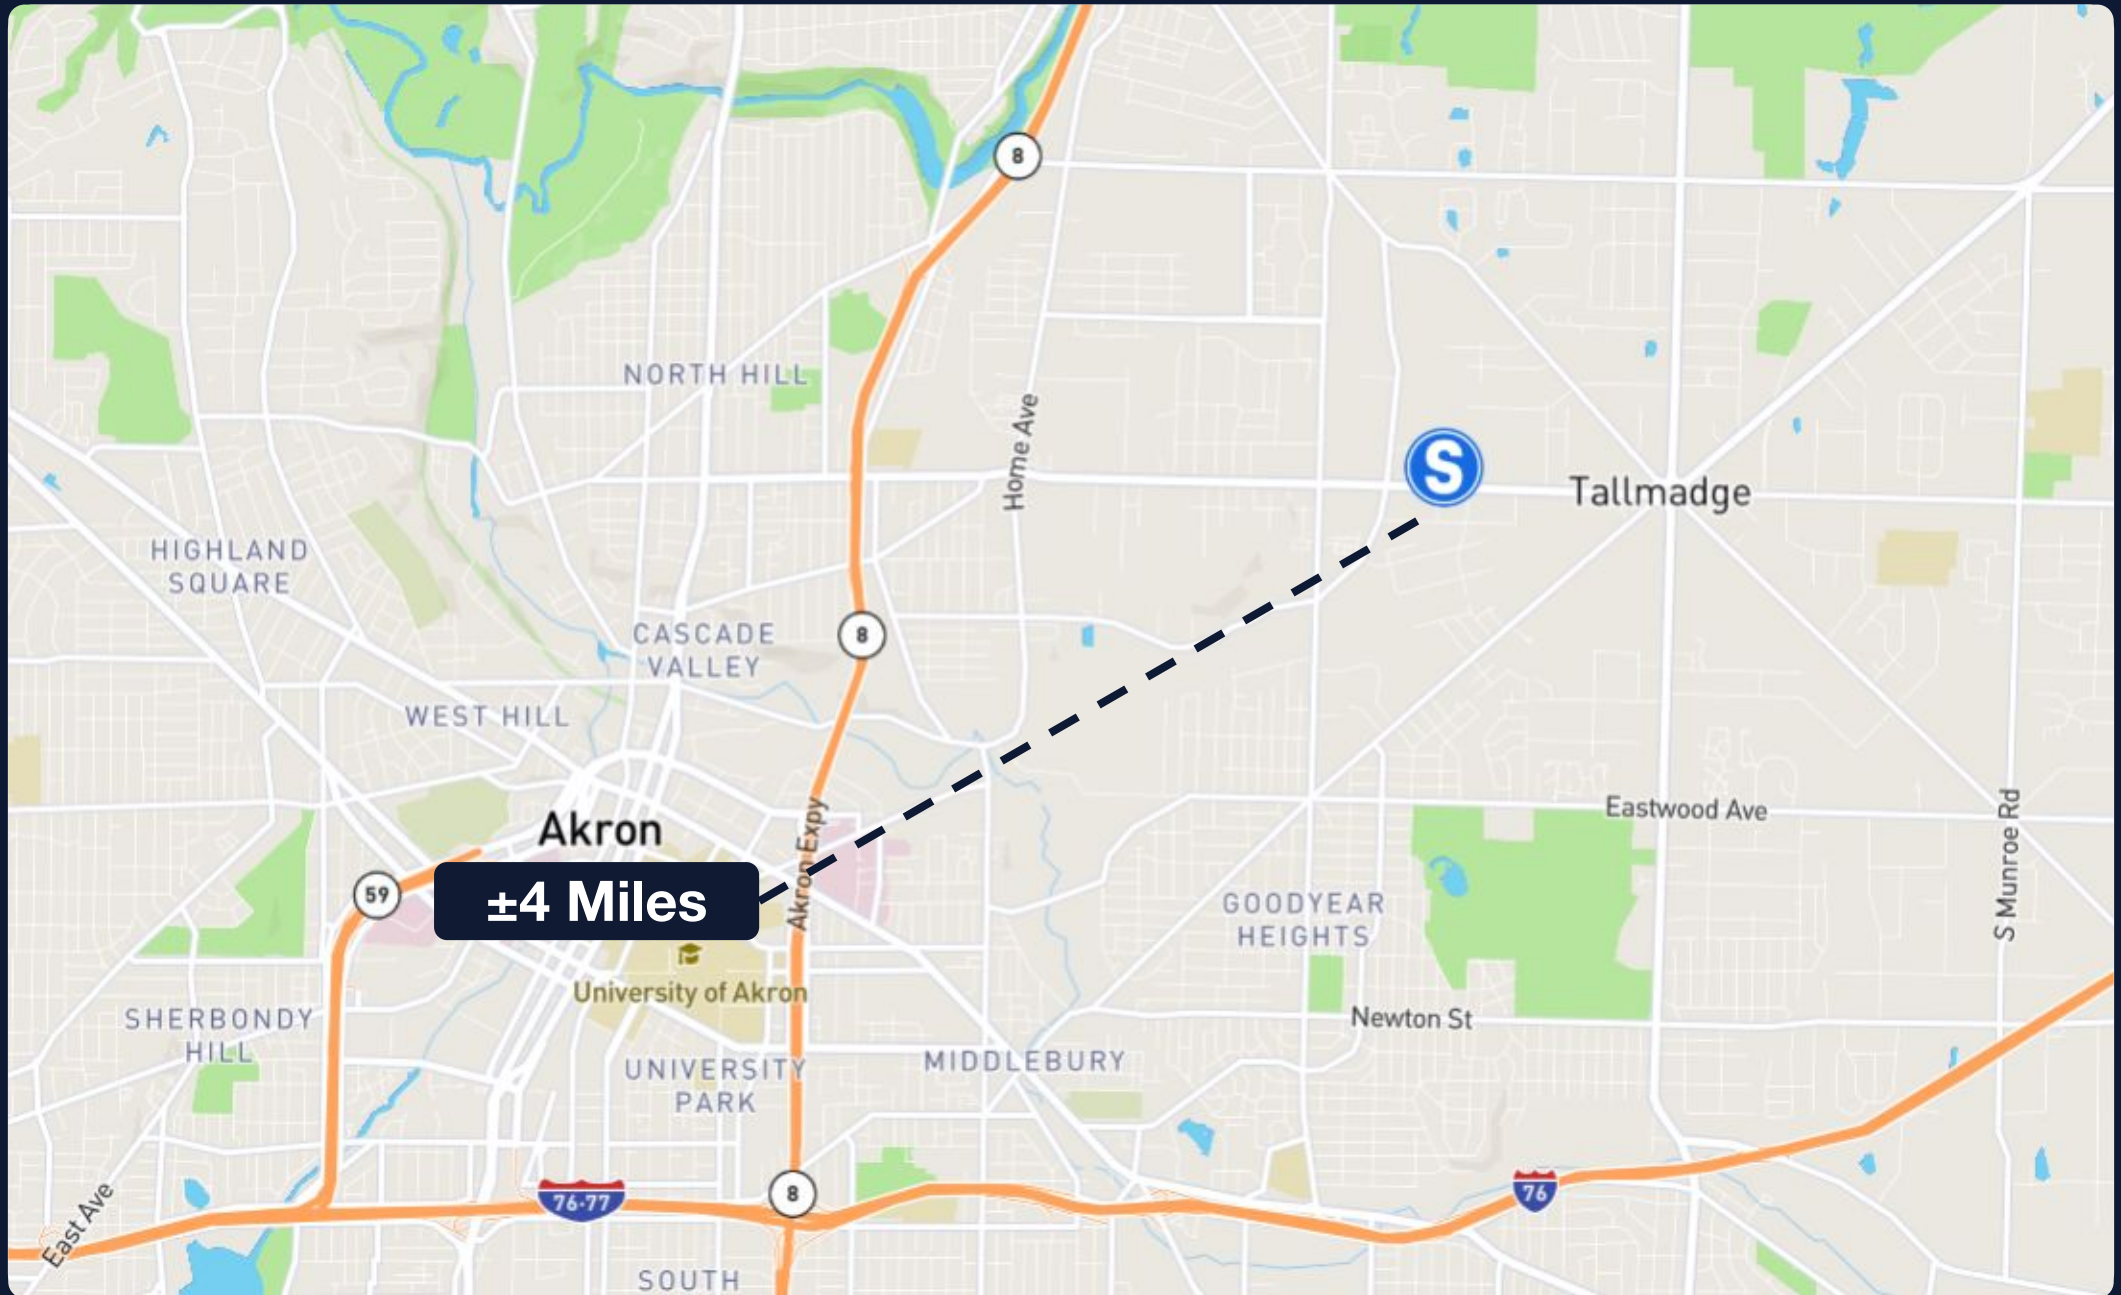 8
NORTH HILL
Home Ave
S
Tallmadge
HIGHLAND
SQUARE
8
CASCADE
VALLEY
WEST HILL
Akron
Akron Expy
Eastwood Ave
S Munroe Rd
59
±4 Miles
GOODYEAR
HEIGHTS
University of Akron
Newton St
SHERBONDY
HILL
UNIVERSITY
PARK
MIDDLEBURY
East Ave
76-77
8
76
SOUTH